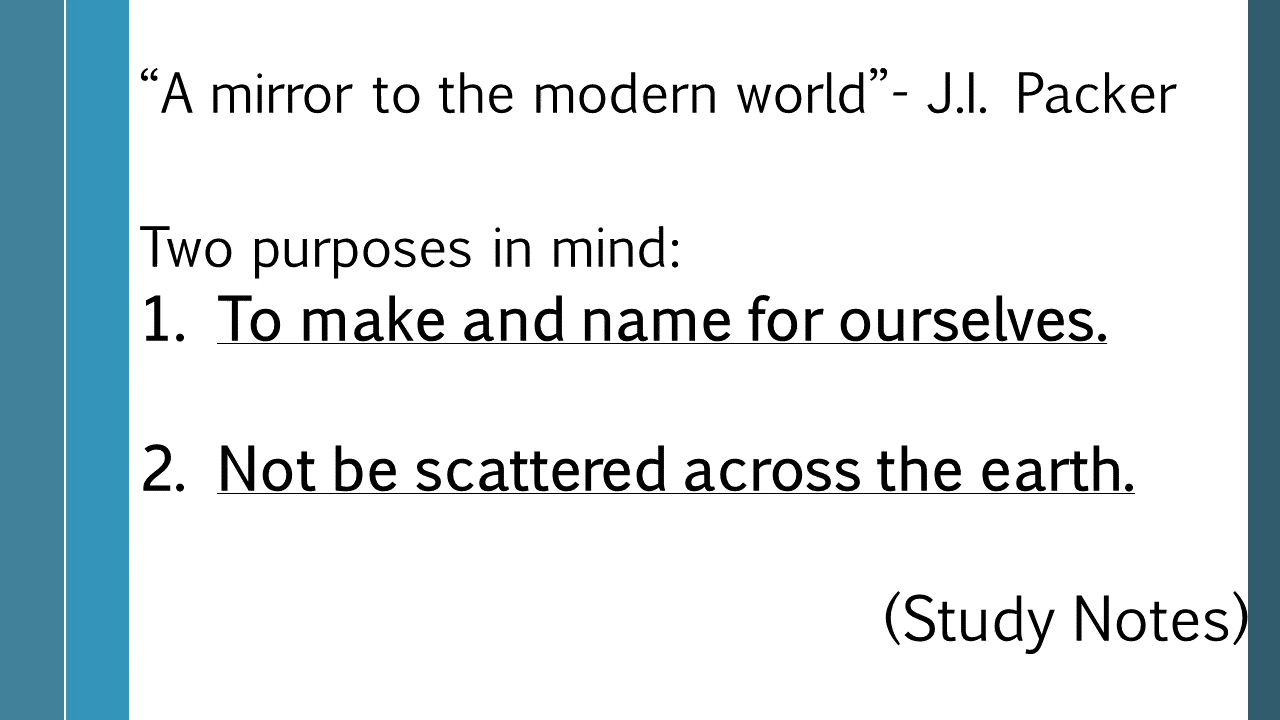 “A mirror to the modern world”- J.I. Packer
Two purposes in mind:
1. To make and name for ourselves.
2. Not be scattered across the earth.
(Study Notes)